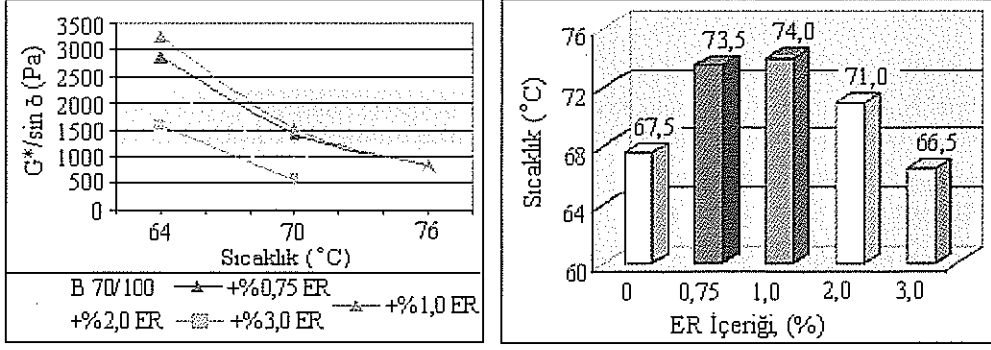 3500
3000
2500
2000
1500
1000
500
0
G*/sin δ (Pa)
64 70 76
Sıcaklık (°C)
B 70/100 +%0,75 ER +%1,0 ER
+%2,0 ER +%3,0 ER
76
72
68
64
60
Sıcaklık (°C)
67,5 73,5 74,0 71,0 66,5
0 0,75 1,0 2,0 3,0
ER İçeriği, (%)